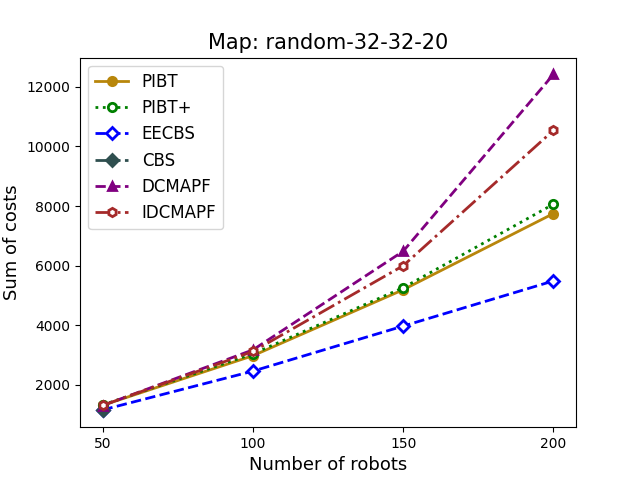 Map: random-32-32-20
Sum of costs
12000
10000
8000
6000
4000
2000
PIBT
PIBT+
EECBS
CBS
DCMAPF
IDCMAPF
50 100 150 200
Number of robots